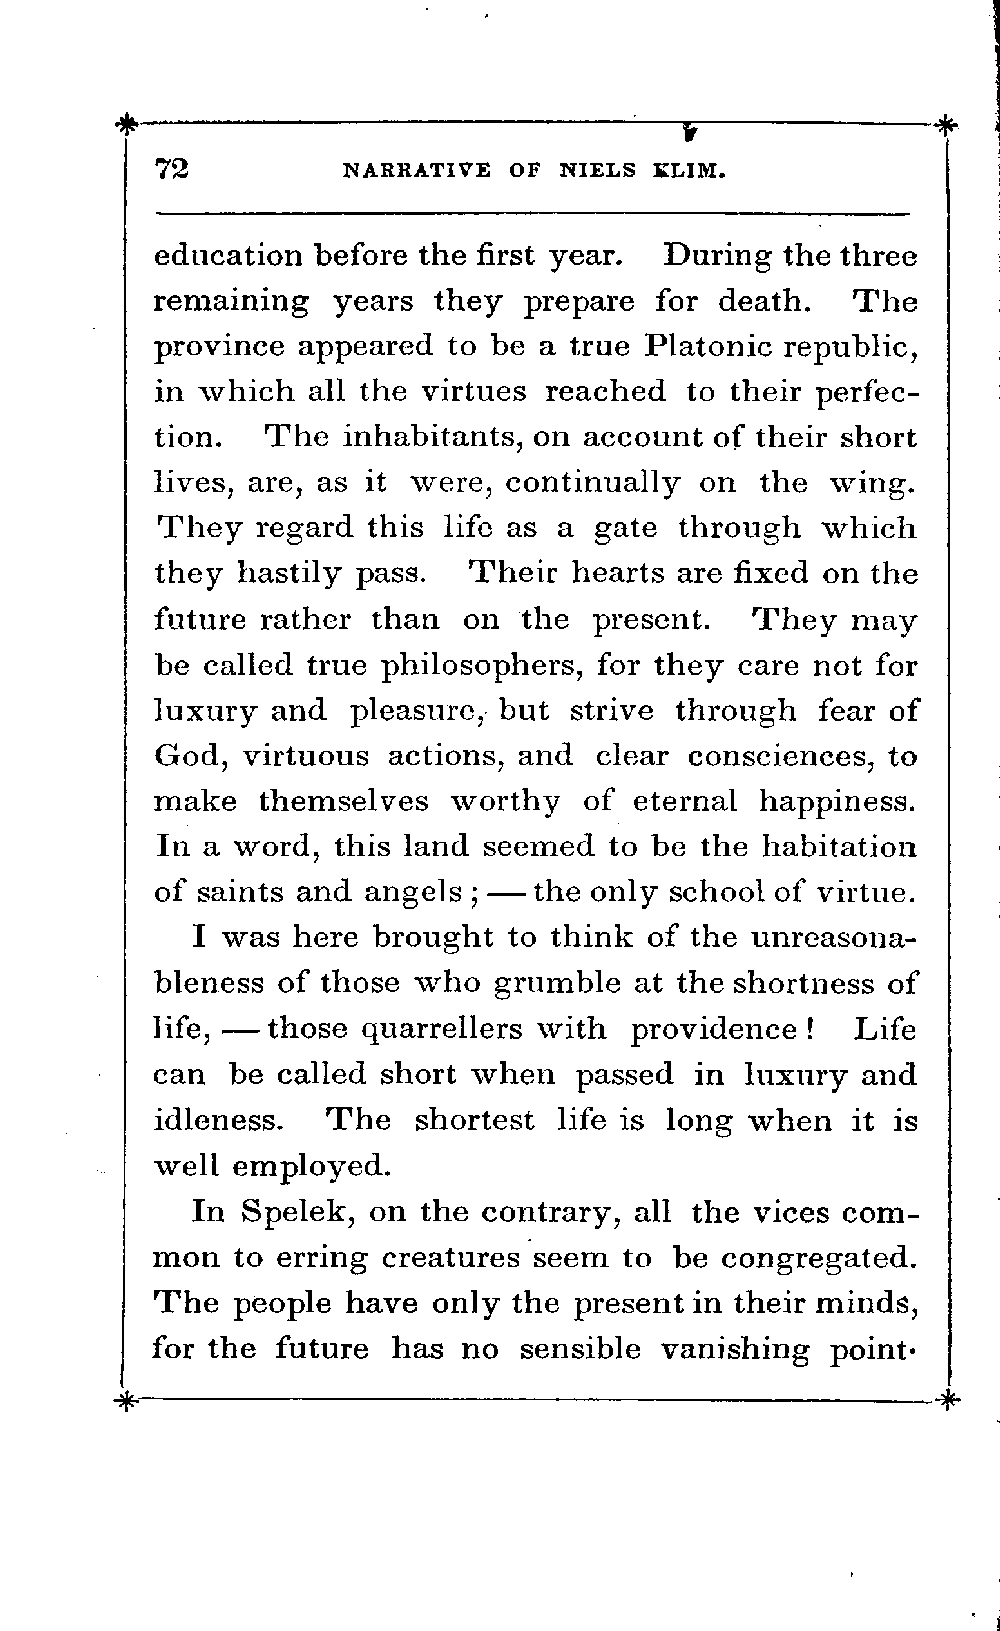 72 NARRATIVE OF NIELS KLIM.
education before the first year. During the three
remaining years they prepare for death. The
province appeared to be a true Platonic republic,
in which all the virtues reached to their perfec-
tion. The inhabitants, on account of their short
lives, are, as it were, continually on the wing.
They regard this life as a gate through which
they hastily pass. Their hearts are fixed on the
future rather than on the present. They may
be called true philosophers, for they care not for
luxury and pleasure, but strive through fear of
God, virtuous actions, and clear consciences, to
make themselves worthy of eternal happiness.
In a word, this land seemed to be the habitation
of saints and angels ; — the only school of virtue.
I was here brought to think of the unreasona-
bleness of those who grumble at the shortness of
life, — those quarrellers with providence ! Life
can be called short when passed in luxury and
idleness. The shortest life is long when it is
well employed.
In Spelek, on the contrary, all the vices com-
mon to erring creatures seem to be congregated.
The people have only the present in their minds,
for the future has no sensible vanishing point.